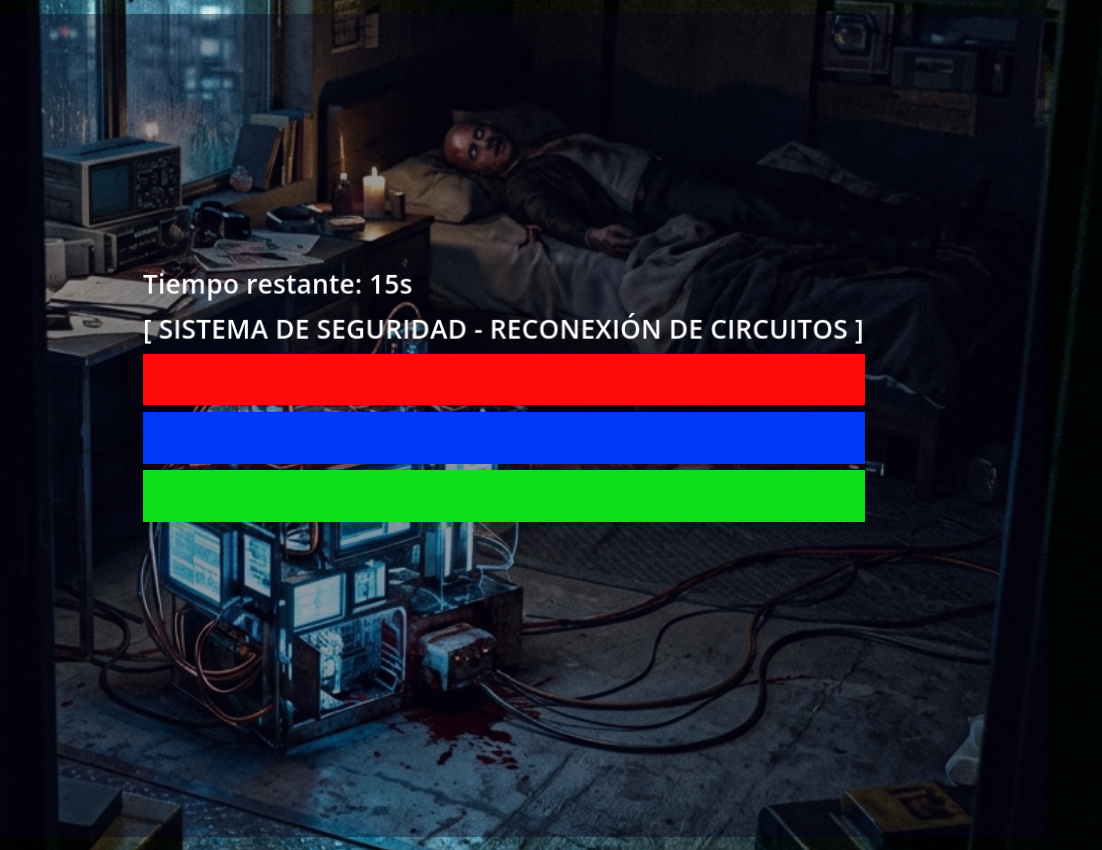 Tiempo restante: 15s
[ SISTEMA DE SEGURIDAD - RECONEXIÓN DE CIRCUITOS ]